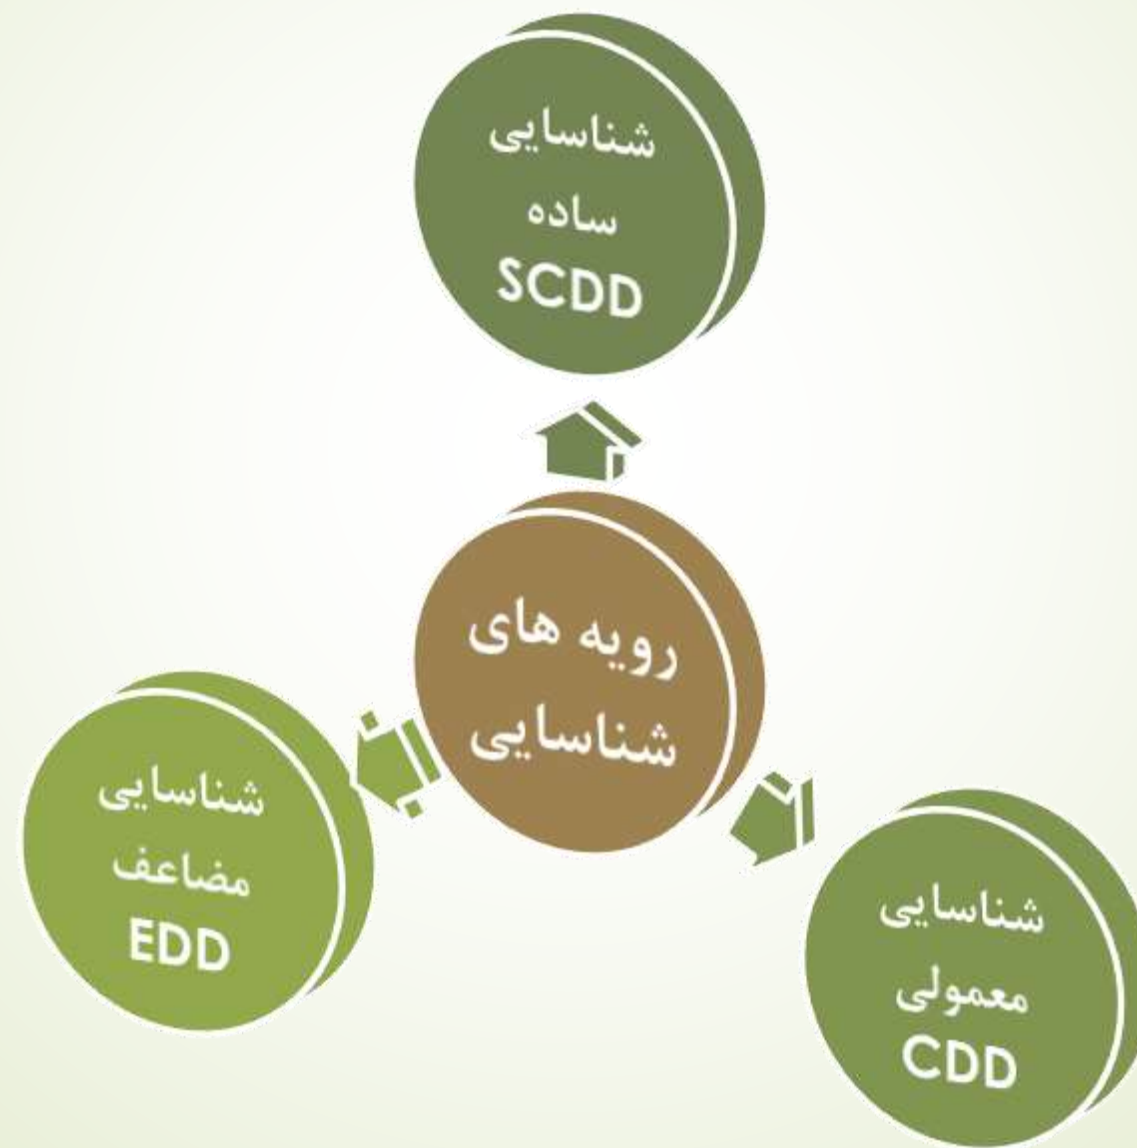 شناسایی
ساده
SCDD
رویه های
شناسایی
شناسایی
معمولی
CDD
شناسایی
مضاعف
EDD